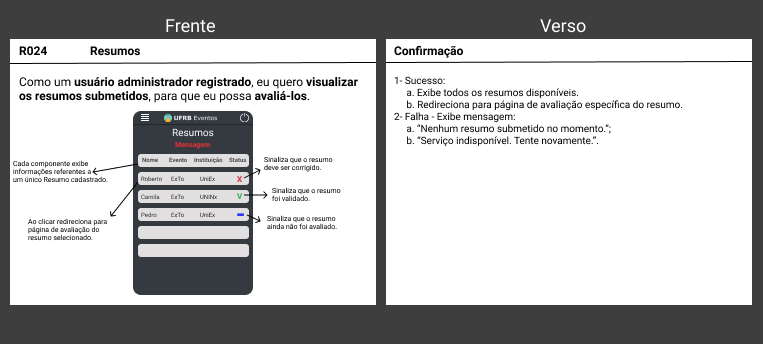 Frente
R024 Resumos
Como um usuário administrador registrado, eu quero visualizar
os resumos submetidos, para que eu possa avaliá-los.
UFRB Eventos
Resumos
Mensagem
Nome Evento Instituição Status
Roberto ExTo UniEx X
Camila ExTo UNINx V
Pedro ExTo UniEx
Cada componente exibe
informações referentes a
um único Resumo cadastrado.
Ao clicar redireciona para
página de avaliação do
resumo selecionado.
Sinaliza que o resumo
deve ser corrigido.
Sinaliza que o resumo
foi validado.
Sinaliza que o resumo
ainda não foi avaliado.
Verso
Confirmação
1- Sucesso:
a. Exibe todos os resumos disponíveis.
b. Redireciona para página de avaliação específica do resumo.
2- Falha - Exibe mensagem:
a. “Nenhum resumo submetido no momento.”;
b. “Serviço indisponível. Tente novamente.”.